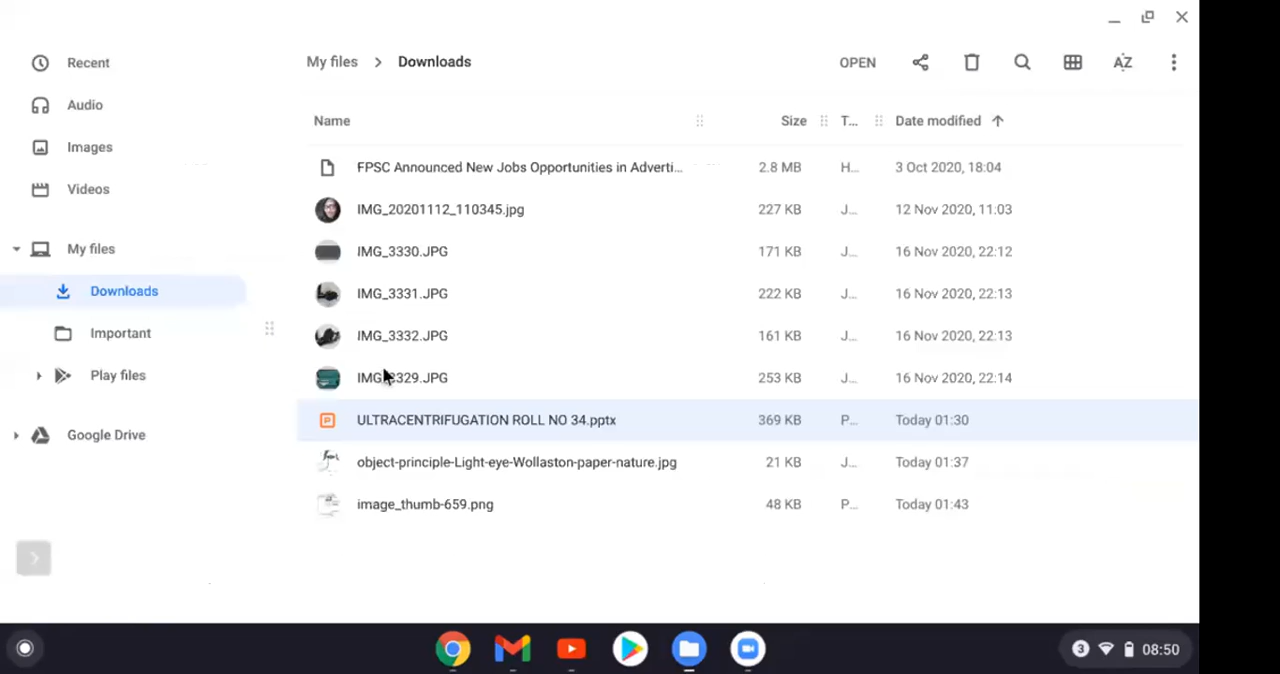 Recent
Audio
Images
Videos
My files
Downloads
Important
Play files
Google Drive
My files > Downloads
OPEN
AZ
Name Size T... Date modified
FPSC Announced New Jobs Opportunities in Adverti... 2.8 MB H... 3 Oct 2020, 18:04
IMG_20201112_110345.jpg 227 KB J... 12 Nov 2020, 11:03
IMG_3330.JPG 171 KB J... 16 Nov 2020, 22:12
IMG_3331.JPG 222 KB J... 16 Nov 2020, 22:13
IMG_3332.JPG 161 KB J... 16 Nov 2020, 22:13
IMG_3329.JPG 253 KB J... 16 Nov 2020, 22:14
ULTRACENTRIFUGATION ROLL NO 34.pptx 369 KB P... Today 01:30
object-principle-Light-eye-Wollaston-paper-nature.jpg 21 KB J... Today 01:37
image_thumb-659.png 48 KB P... Today 01:43
3 08:50